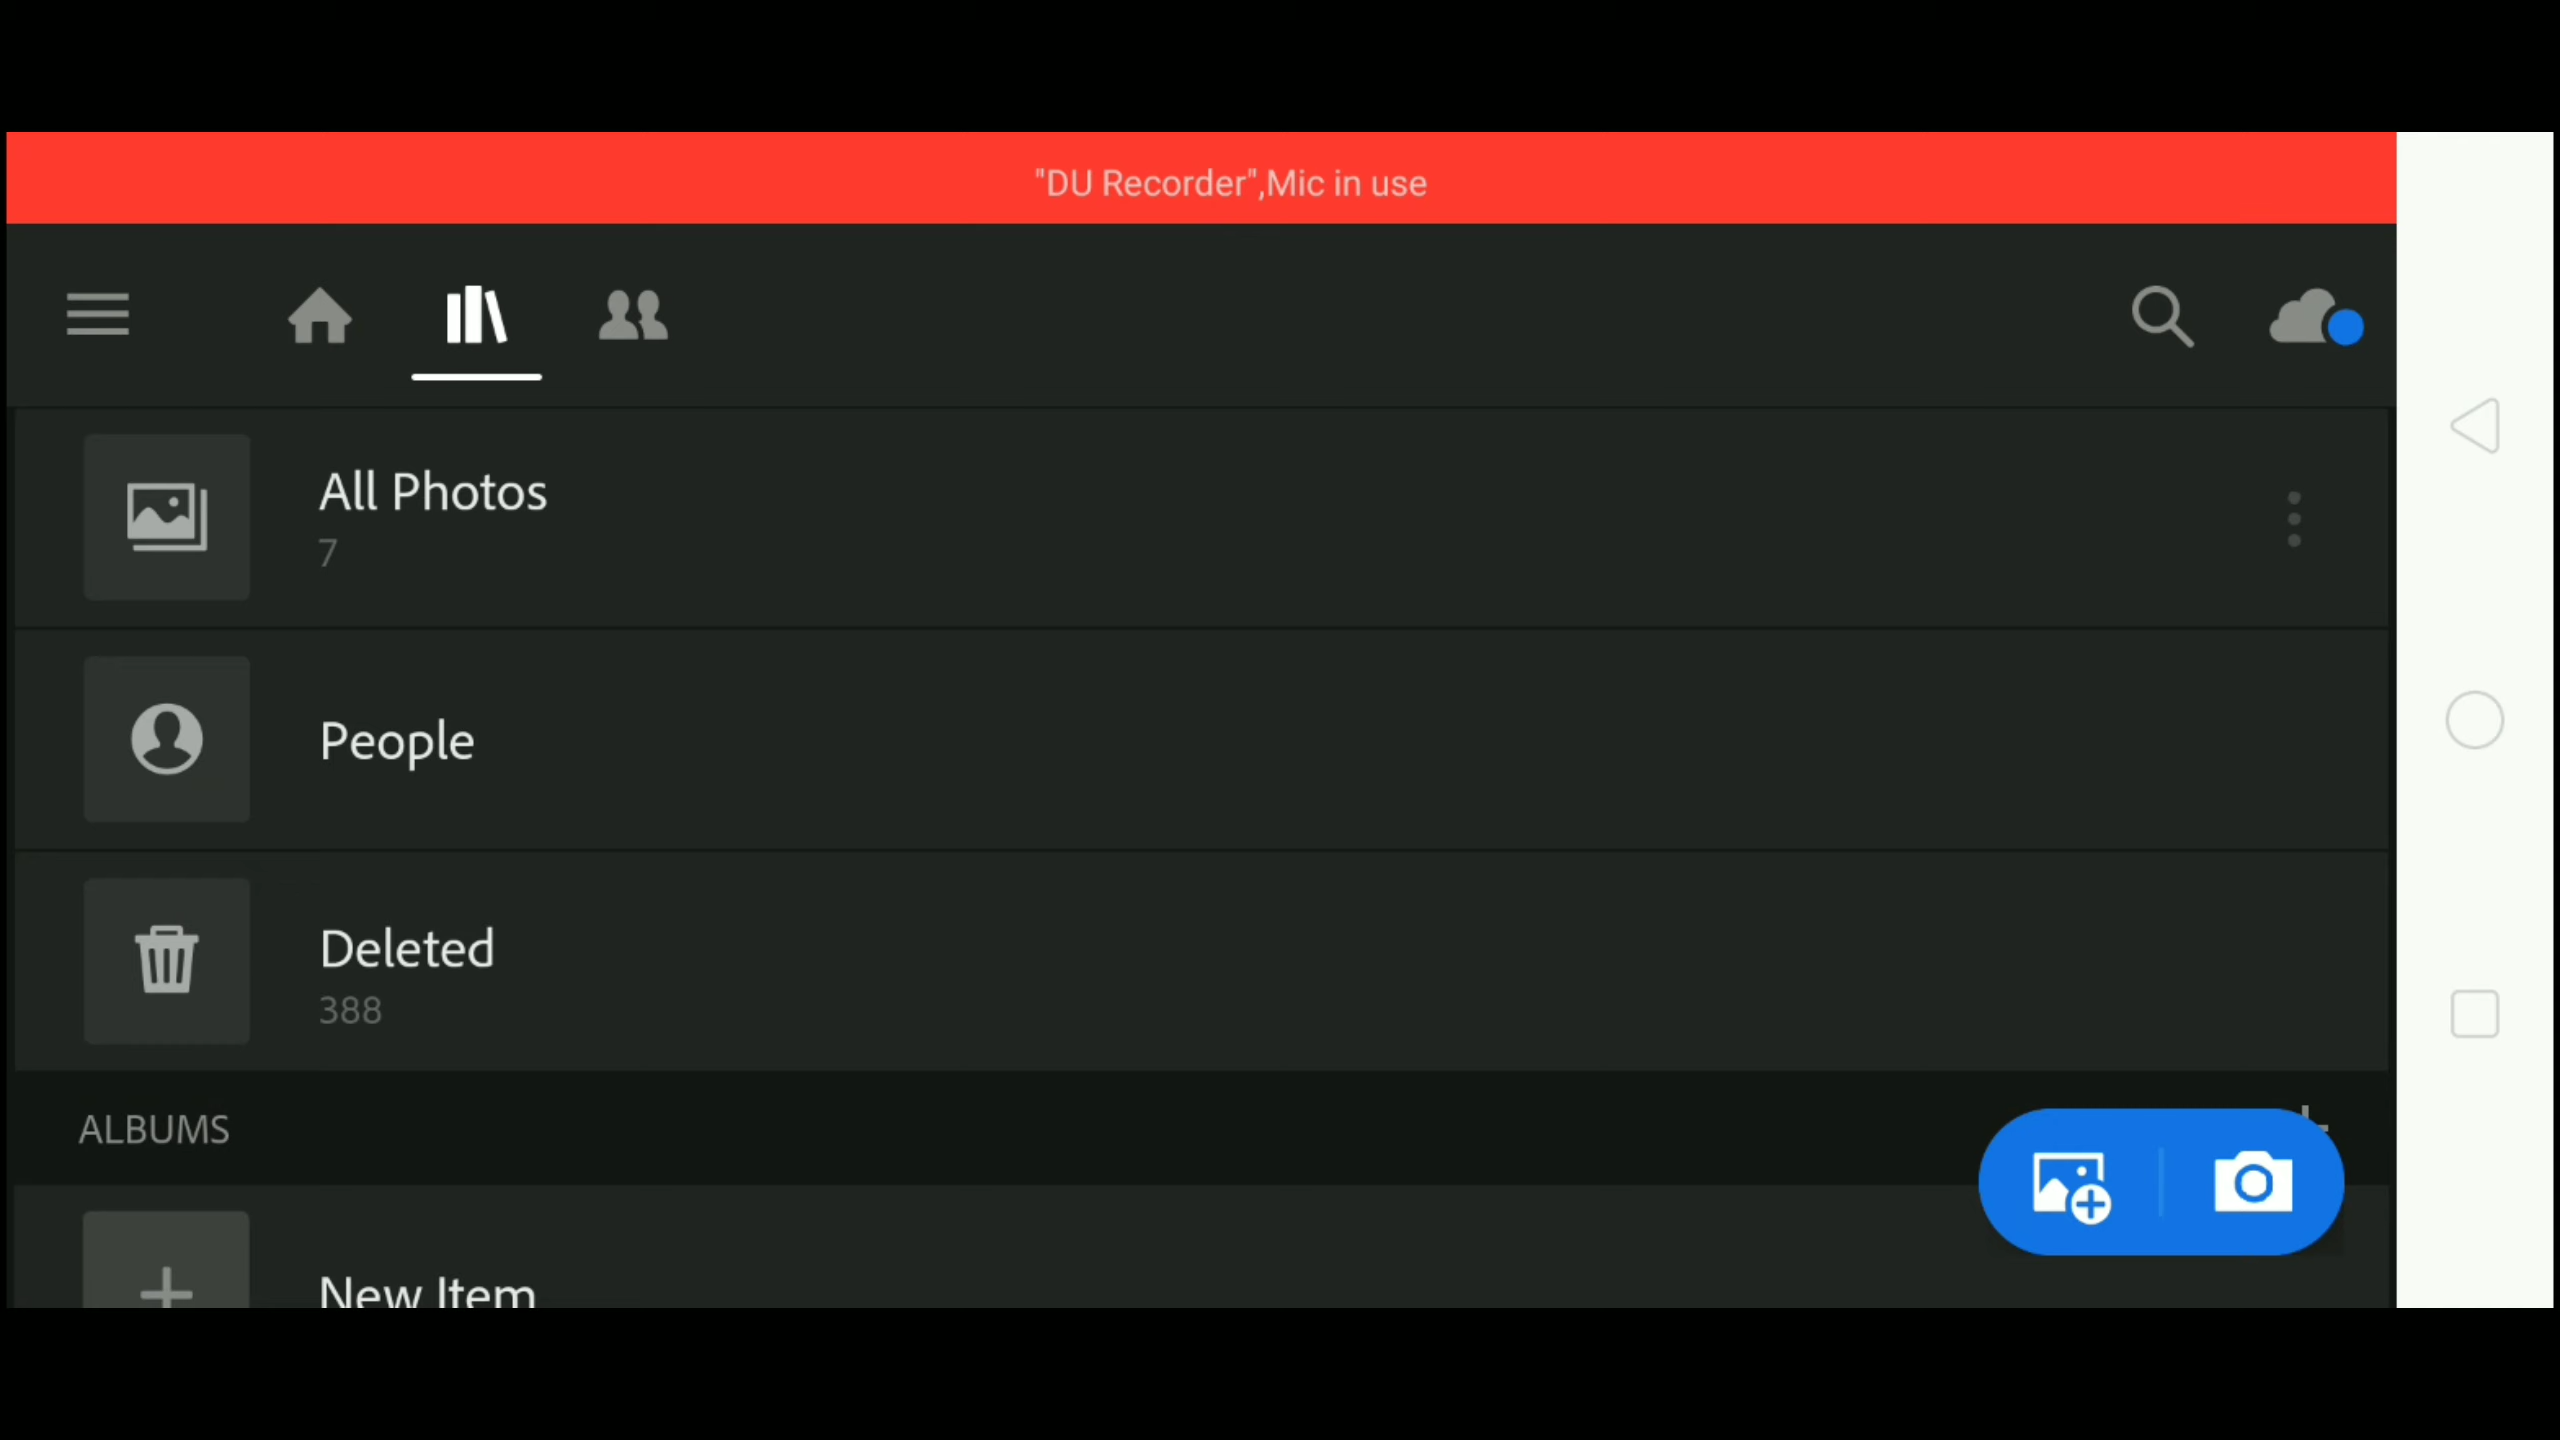 "DU Recorder",Mic in use
All Photos
7
People
Deleted
388
ALBUMS
New Item